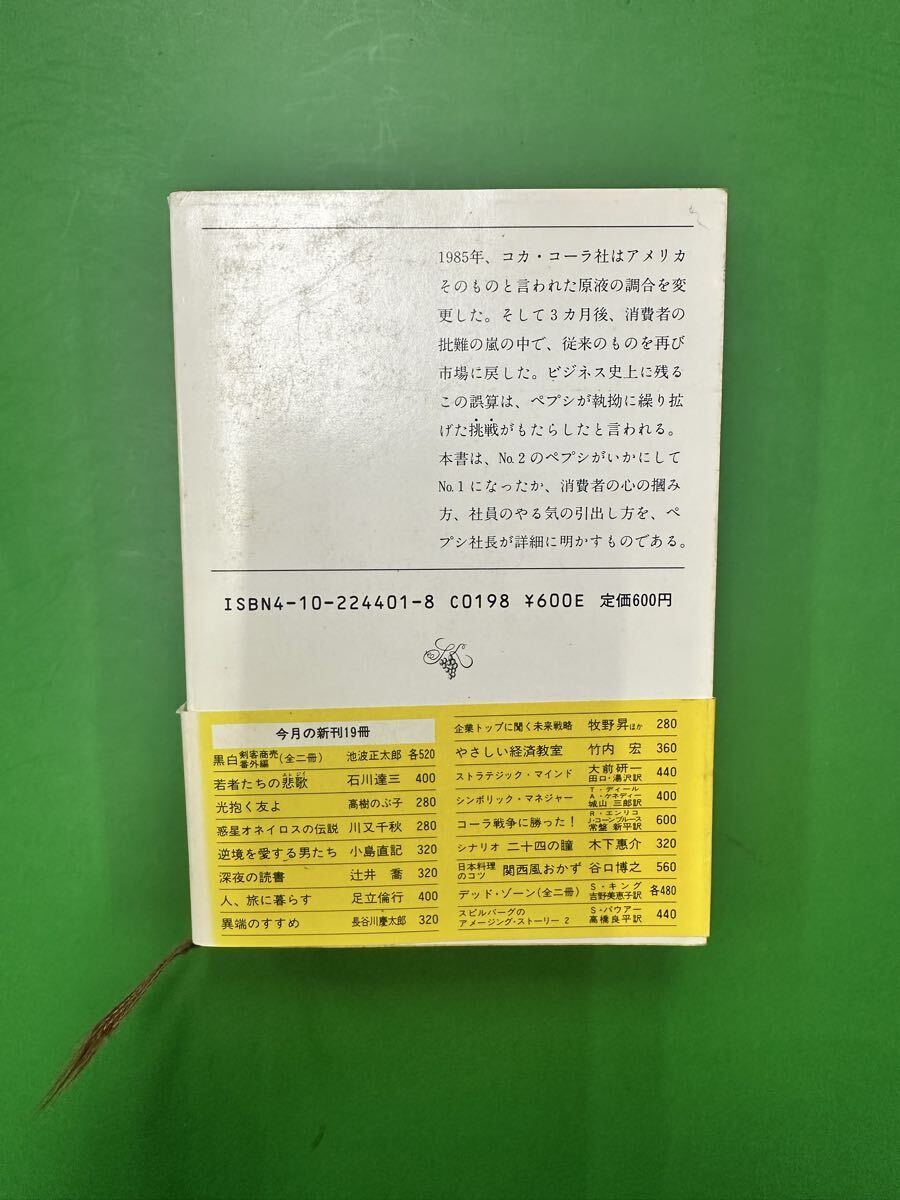 1985年、コカ・コーラ社はアメリカ
そのものと言われた原液の調合を変
更した。そして3カ月後、消費者の
批難の嵐の中で、従来のものを再び
市場に戻した。ビジネス史上に残る
この誤算は、ペプシが執拗に繰り拡
げた挑戦がもたらしたと言われる。
本書は、No.2のペプシがいかにして
No.1になったか、消費者の心の摑み
方、社員のやる気の引出し方を、ペ
プシ社長が詳細に明かすものである。
ISBN4-10-224401-8 C0198 ¥600E 定価600円
今月の新刊19冊
黒白 剣客商売番外編 (全二冊) 池波正太郎 各520
若者たちの悲歌 エレジイ 石川達三 400
光抱く友よ 高樹のぶ子 280
惑星オネイロスの伝説 川又千秋 280
逆境を愛する男たち 小島直記 320
深夜の読書 辻井喬 320
人、旅に暮らす 足立倫行 400
異端のすすめ 長谷川慶太郎 320
企業トップに聞く未来戦略 牧野昇ほか 280
やさしい経済教室 竹内宏 360
ストラテジック・マインド 大前研一 田口・湯沢訳 440
シンボリック・マネジャー T・ディール A・ケネディー 城山三郎訳 400
コーラ戦争に勝った! R・エンリコ J・コーンブルース 常盤新平訳 600
シナリオ 二十四の瞳 木下惠介 320
日本料理のコツ 関西風おかず 谷口博之 560
デッド・ゾーン(全二冊) S・キング 吉野美恵子訳 各480
スピルバーグのアメージング・ストーリー2 S・バウアー 高橋良平訳 440